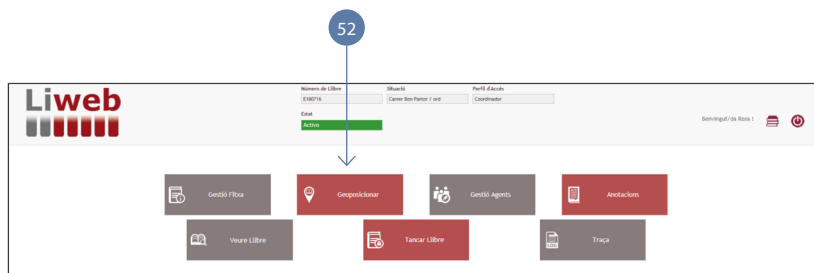 52
Liweb
Número de Llibre Situació Perfil d'Accés
E180716 Carrer Bon Pastor / ord Coordinador
Estat
Activo
Benvingut/da Rosa !
Gestió Fitxa Geoposicionar Gestió Agents Anotacions
Veure Llibre Tancar Llibre Traça
LOG